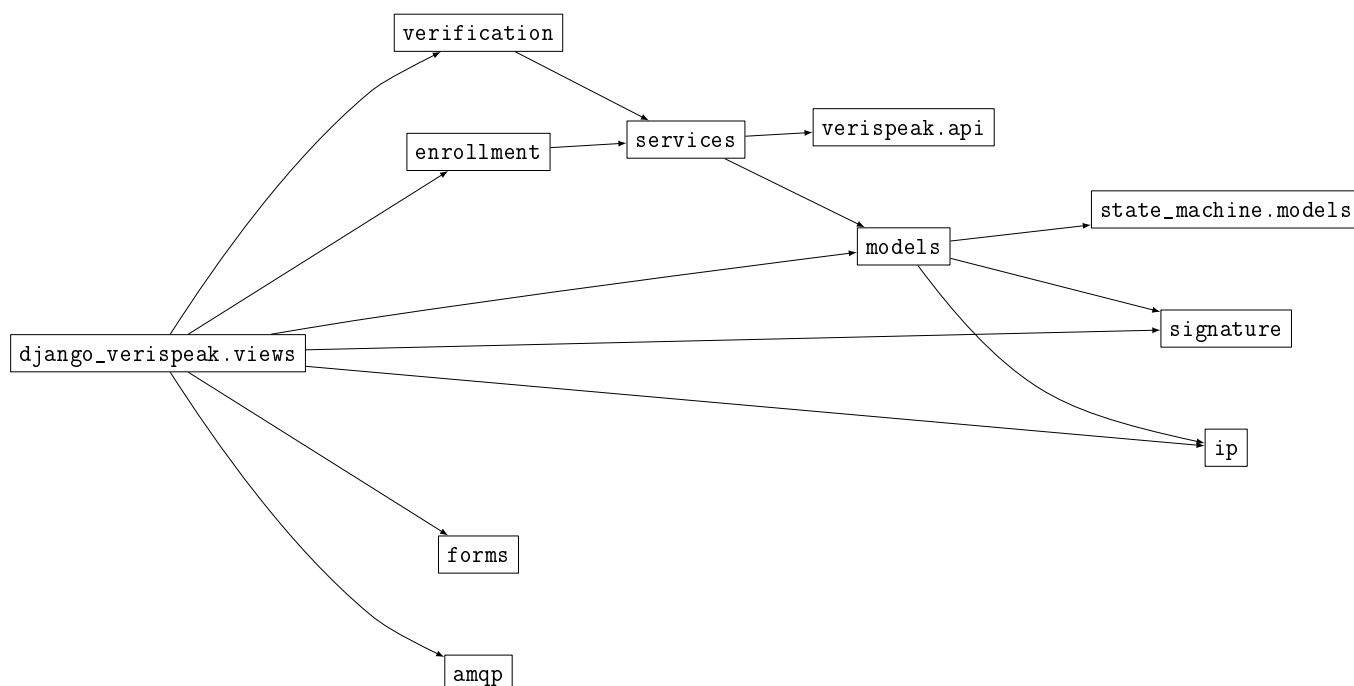 verification
verispeak.api
services
enrollment
state_machine.models
models
signature
django_verispeak.views
ip
forms
amqp